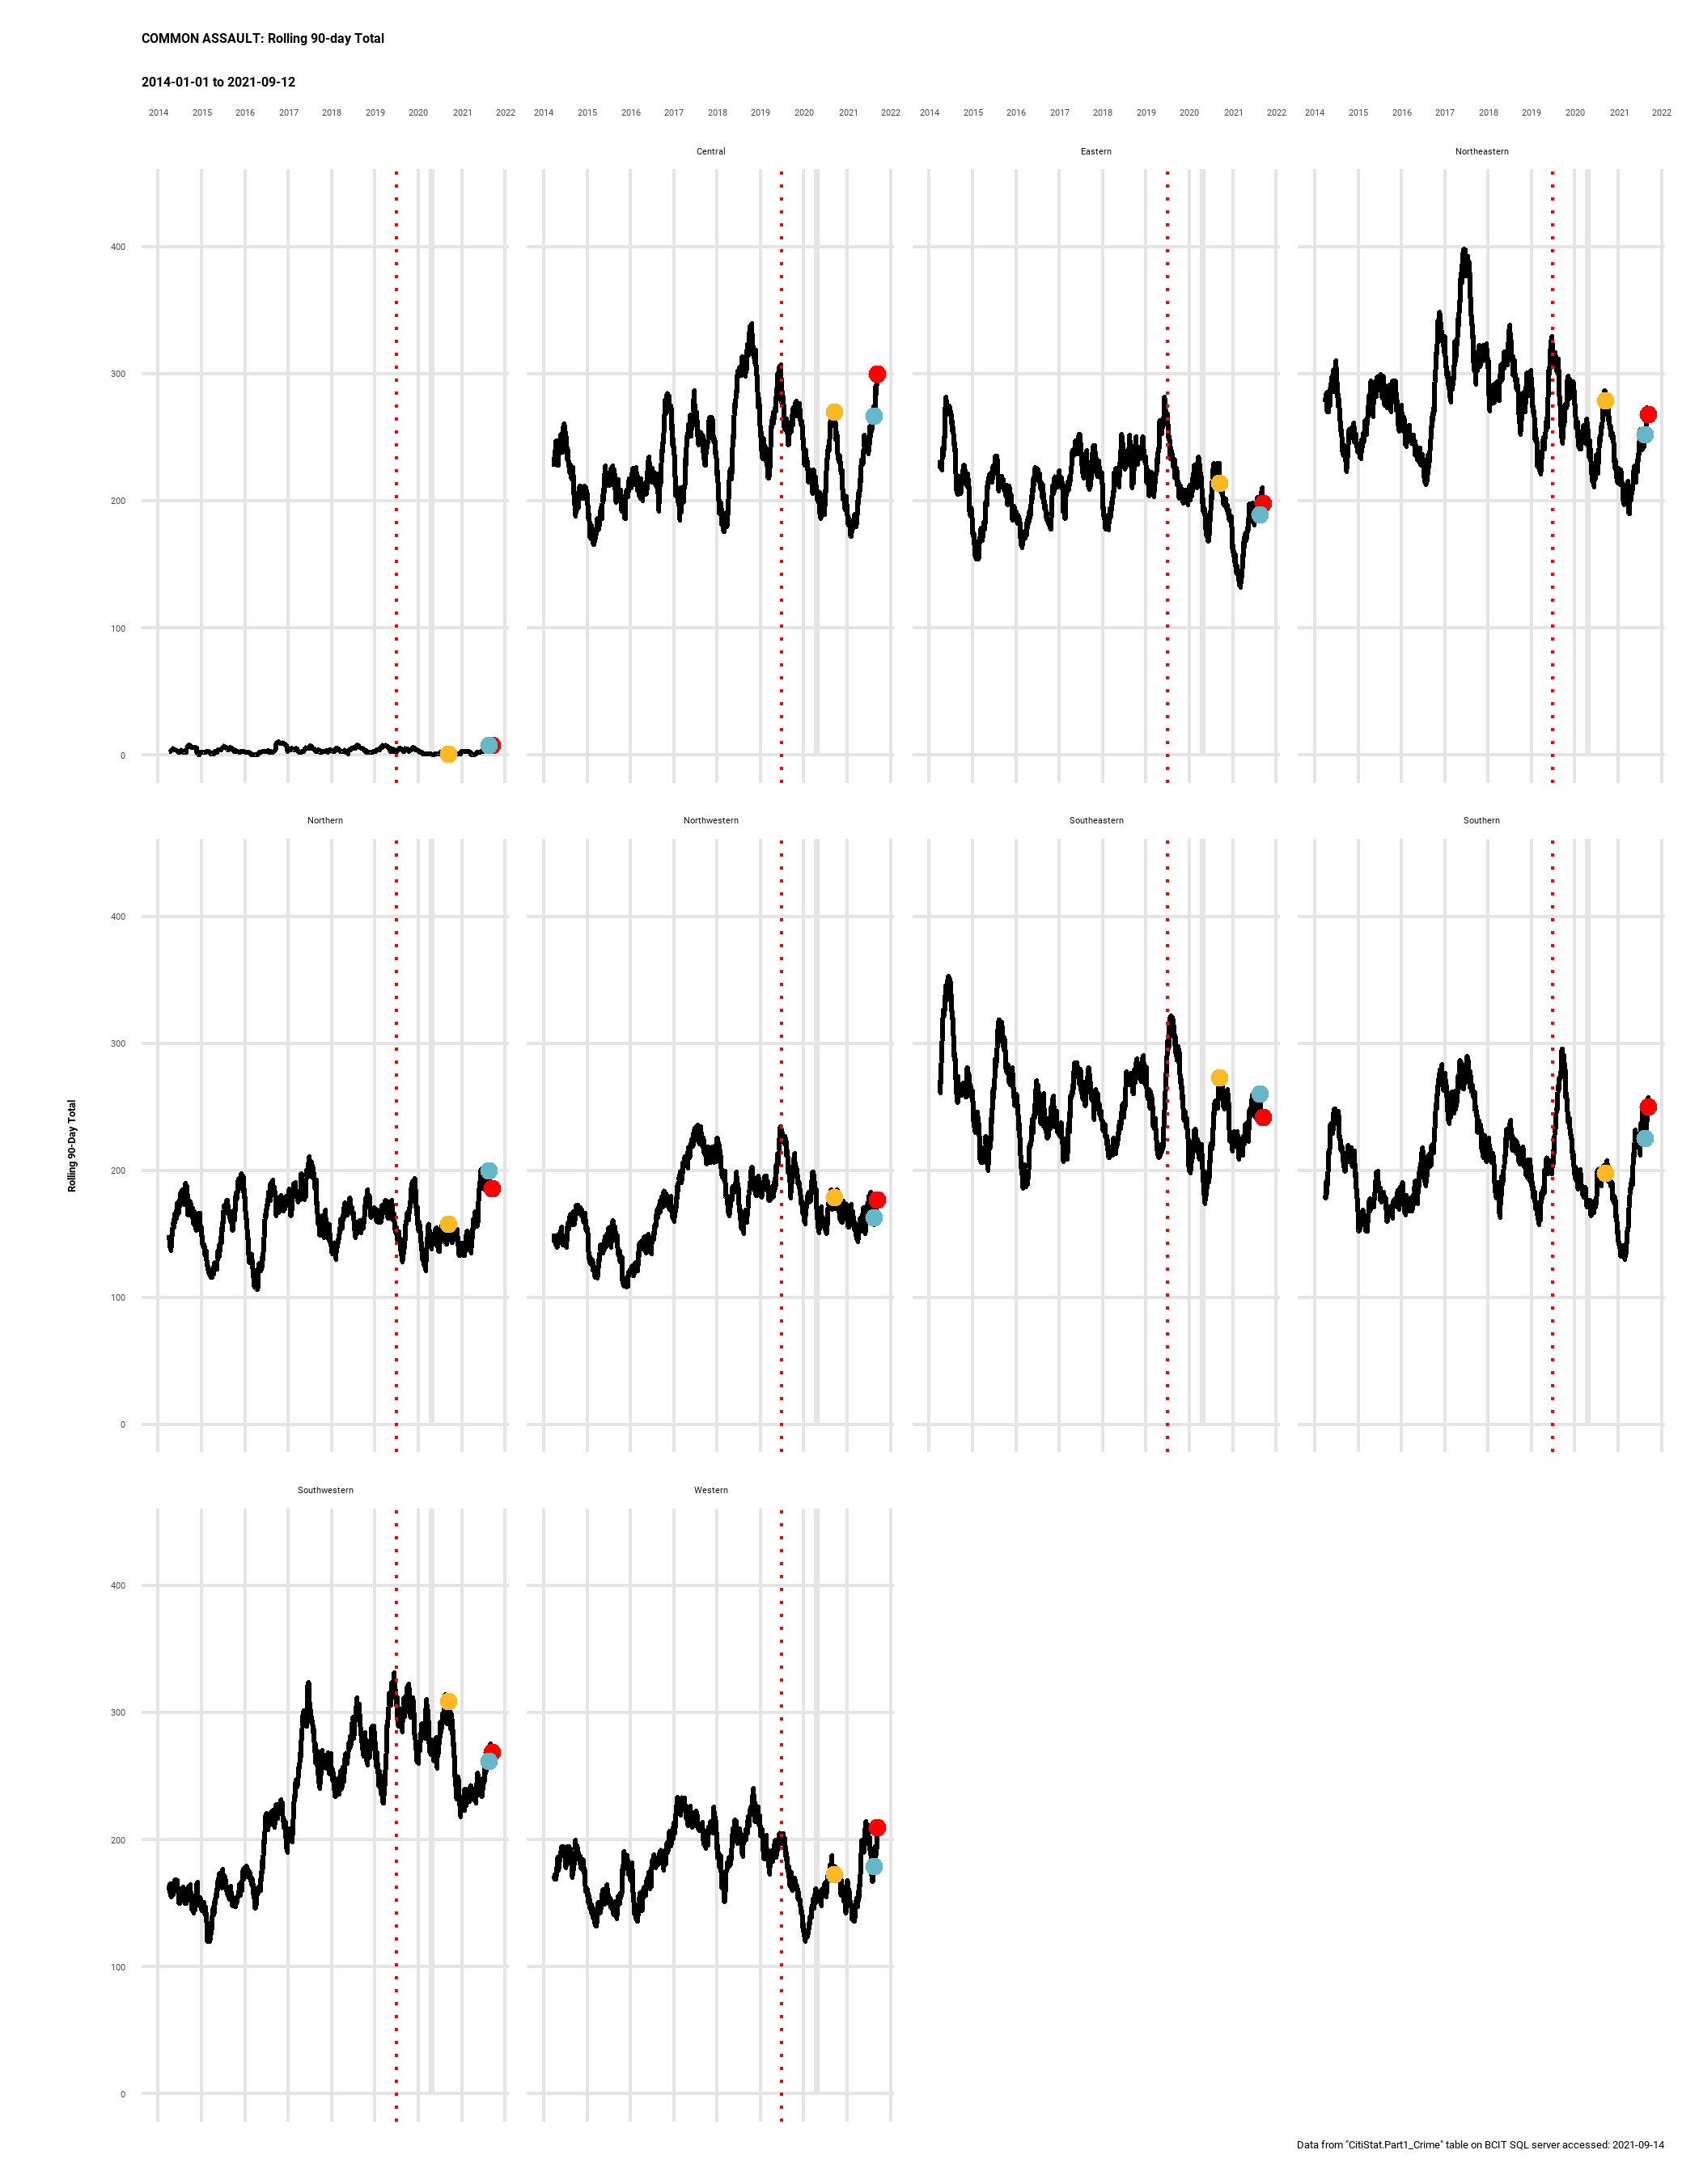 COMMON ASSAULT: Rolling 90-day Total
2014-01-01 to 2021-09-12
2014 2015 2016 2017 2018 2019 2020 2021 2022 2014 2015 2016 2017 2018 2019 2020 2021 2022 2014 2015 2016 2017 2018 2019 2020 2021 2022 2014 2015 2016 2017 2018 2019 2020 2021 2022
Central Eastern Northeastern
400
300
200
100
0
Northern Northwestern Southeastern Southern
400
300
200
100
0
Rolling 90-Day Total
Southwestern Western
400
300
200
100
0
Data from "CitiStat.Part1_Crime" table on BCIT SQL server accessed: 2021-09-14